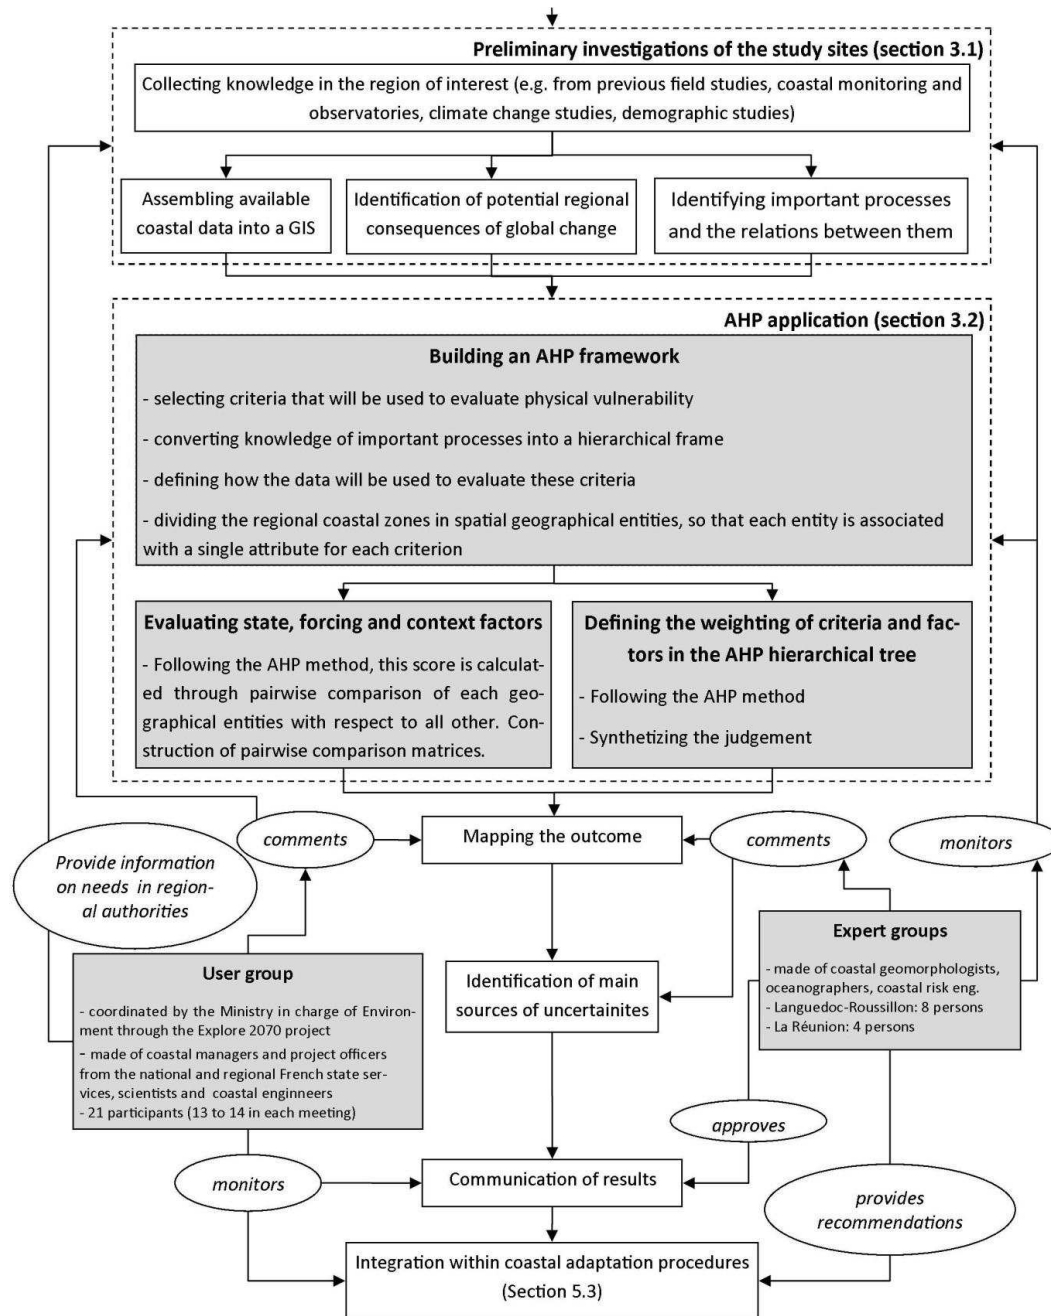 Preliminary investigations of the study sites (section 3.1)
Collecting knowledge in the region of interest (e.g. from previous field studies, coastal monitoring and
observatories, climate change studies, demographic studies)
Assembling available
coastal data into a GIS
Identification of potential regional
consequences of global change
Identifying important processes
and the relations between them
AHP application (section 3.2)
Building an AHP framework
- selecting criteria that will be used to evaluate physical vulnerability
- converting knowledge of important processes into a hierarchical frame
- defining how the data will be used to evaluate these criteria
- dividing the regional coastal zones in spatial geographical entities, so that each entity is associated
with a single attribute for each criterion
Evaluating state, forcing and context factors
- Following the AHP method, this score is calculat-
ed through pairwise comparison of each geo-
graphical entities with respect to all other. Con-
struction of pairwise comparison matrices.
Defining the weighting of criteria and fac-
tors in the AHP hierarchical tree
- Following the AHP method
- Synthetizing the judgement
comments
Mapping the outcome
comments
monitors
Provide information
on needs in region-
al authorities
User group
- coordinated by the Ministry in charge of Environ-
ment through the Explore 2070 project
- made of coastal managers and project officers
from the national and regional French state ser-
vices, scientists and coastal enginneers
- 21 participants (13 to 14 in each meeting)
Identification of main
sources of uncertainites
Expert groups
- made of coastal geomorphologists,
oceanographers, coastal risk eng.
- Languedoc-Roussillon: 8 persons
- La Réunion: 4 persons
approves
monitors
Communication of results
provides
recommendations
Integration within coastal adaptation procedures
(Section 5.3)